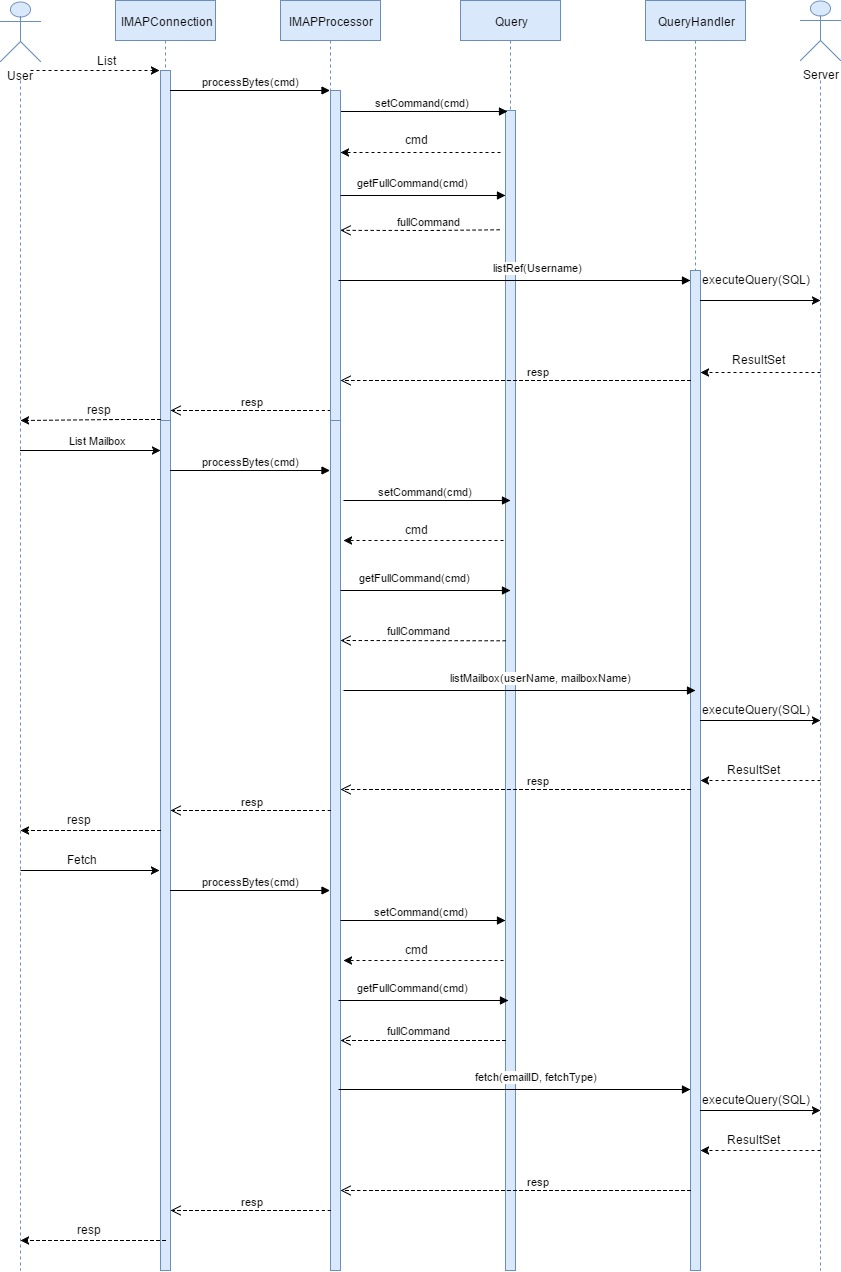 IMAPConnection
IMAPProcessor
Query
QueryHandler
User
Server
List
processBytes(cmd)
setCommand(cmd)
cmd
getFullCommand(cmd)
fullCommand
listRef(Username)
executeQuery(SQL)
ResultSet
resp
resp
resp
List Mailbox
processBytes(cmd)
setCommand(cmd)
cmd
getFullCommand(cmd)
fullCommand
listMailbox(userName, mailboxName)
executeQuery(SQL)
ResultSet
resp
resp
resp
Fetch
processBytes(cmd)
setCommand(cmd)
cmd
getFullCommand(cmd)
fullCommand
fetch(emailID, fetchType)
executeQuery(SQL)
ResultSet
resp
resp
resp